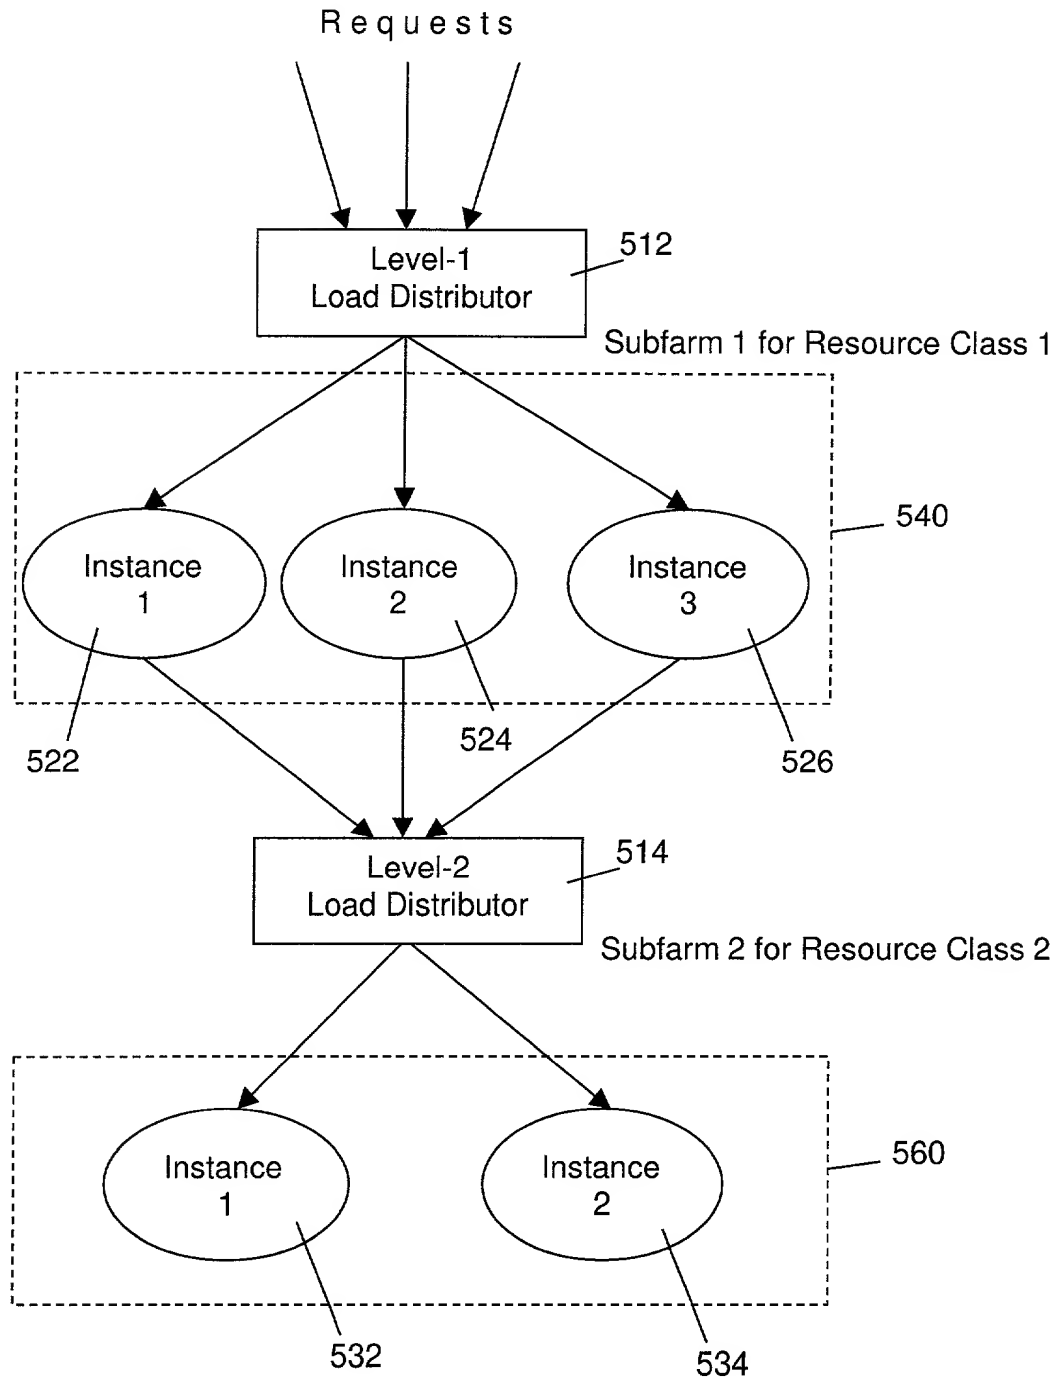 Requests
Level-1
Load Distributor
512
Subfarm 1 for Resource Class 1
540
Instance
1
Instance
2
Instance
3
522
524
526
Level-2
Load Distributor
514
Subfarm 2 for Resource Class 2
560
Instance
1
Instance
2
532
534